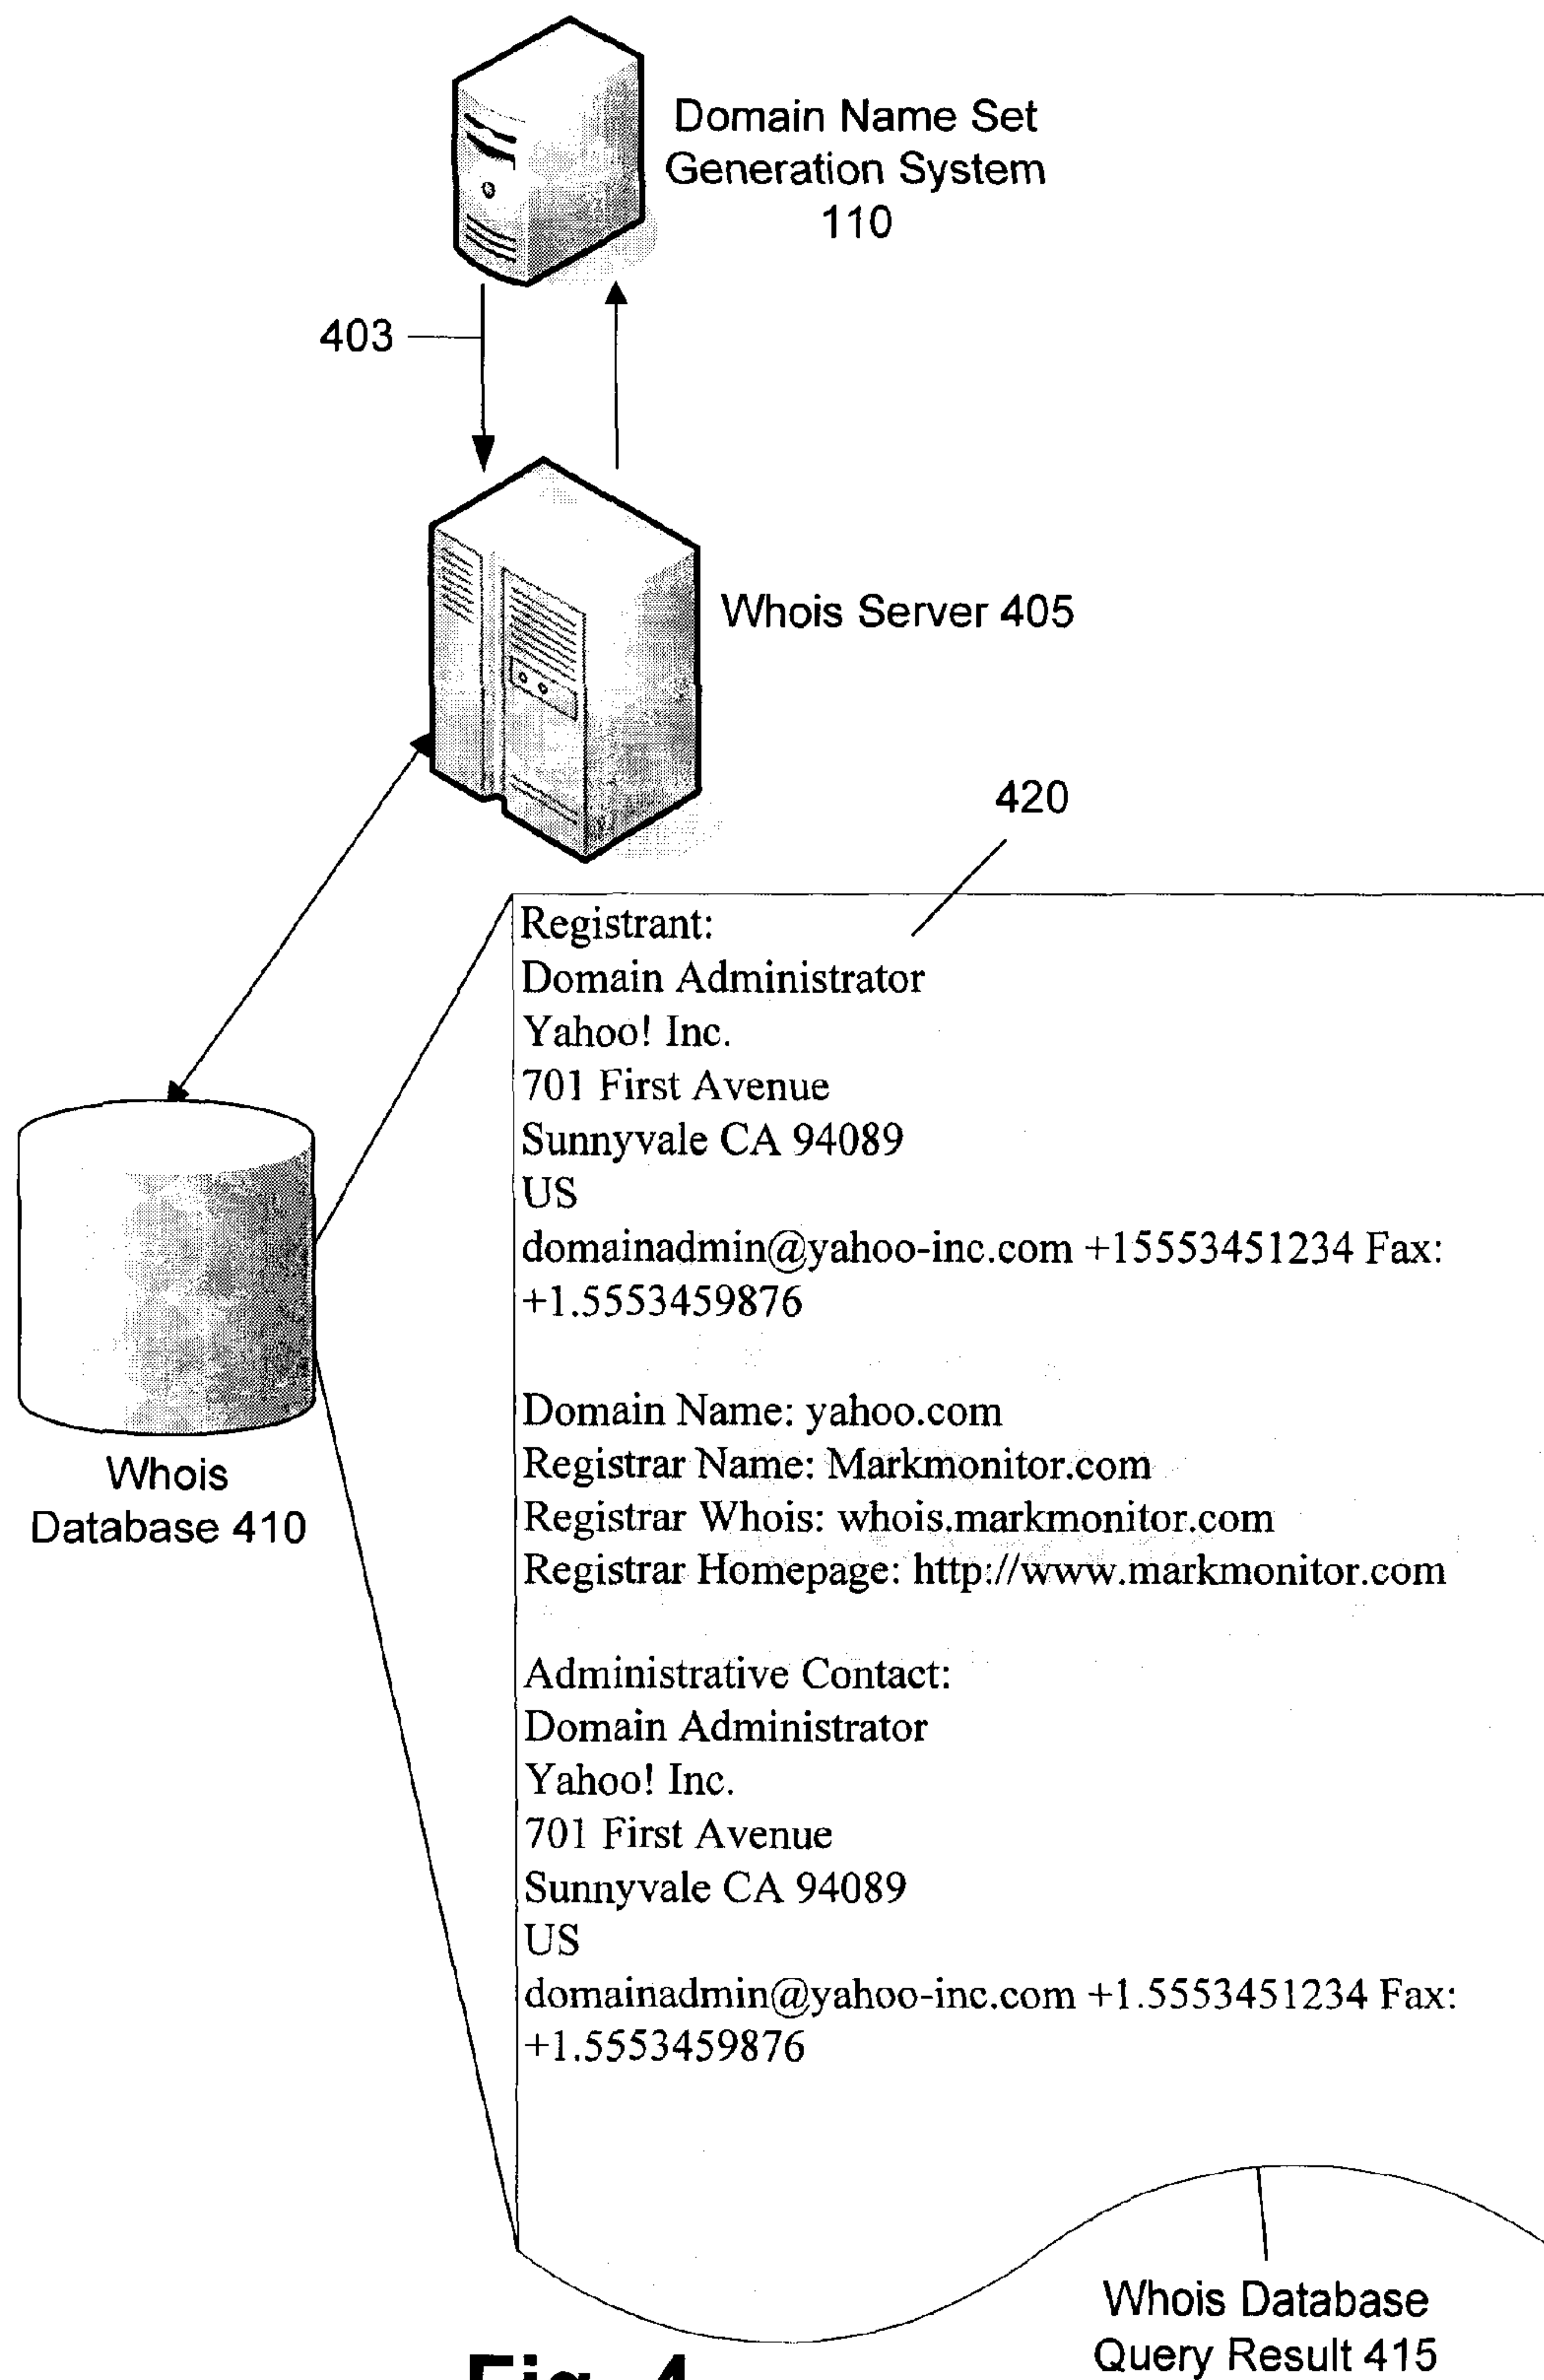 Domain Name Set
Generation System
110
403
Whois Server 405
420
Registrant:
Domain Administrator
Yahoo! Inc.
701 First Avenue
Sunnyvale CA 94089
US
domainadmin@yahoo-inc.com +15553451234 Fax:
+1.5553459876
Domain Name: yahoo.com
Registrar Name: Markmonitor.com
Registrar Whois: whois.markmonitor.com
Registrar Homepage: http://www.markmonitor.com
Administrative Contact:
Domain Administrator
Yahoo! Inc.
701 First Avenue
Sunnyvale CA 94089
US
domainadmin@yahoo-inc.com +1.5553451234 Fax:
+1.5553459876
Whois
Database 410
Whois Database
Query Result 415
Fig. 4